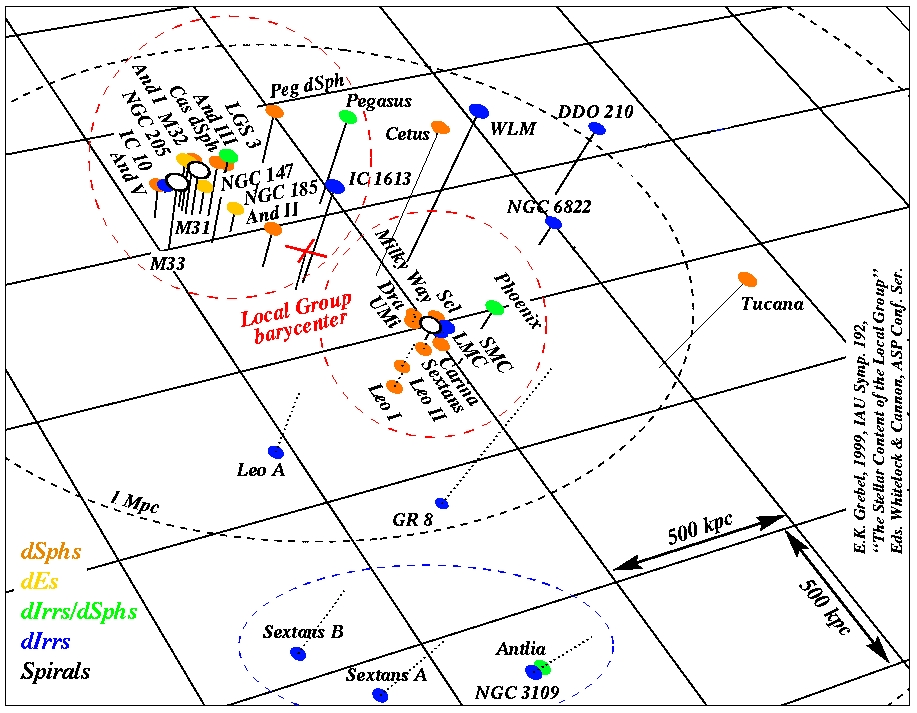 And I
M32
Cas dSph
And III
LGS 3
NGC 205
IC 10
And V
Peg dSph
Pegasus
Cetus
WLM
DDO 210
NGC 147
NGC 185
And II
IC 1613
NGC 6822
M31
M33
Local Group
barycenter
Milky Way
Dra
UMi
Scl
Phoenix
SMC
LMC
Carina
Sextans
Leo II
Leo I
Tucana
Leo A
GR 8
1 Mpc
500 kpc
500 kpc
Sextans B
Sextans A
Antlia
NGC 3109
dSphs
dEs
dIrrs/dSphs
dIrrs
Spirals
E.K. Grebel, 1999, IAU Symp. 192,
"The Stellar Content of the Local Group"
Eds. Whitelock & Cannon, ASP Conf. Ser.